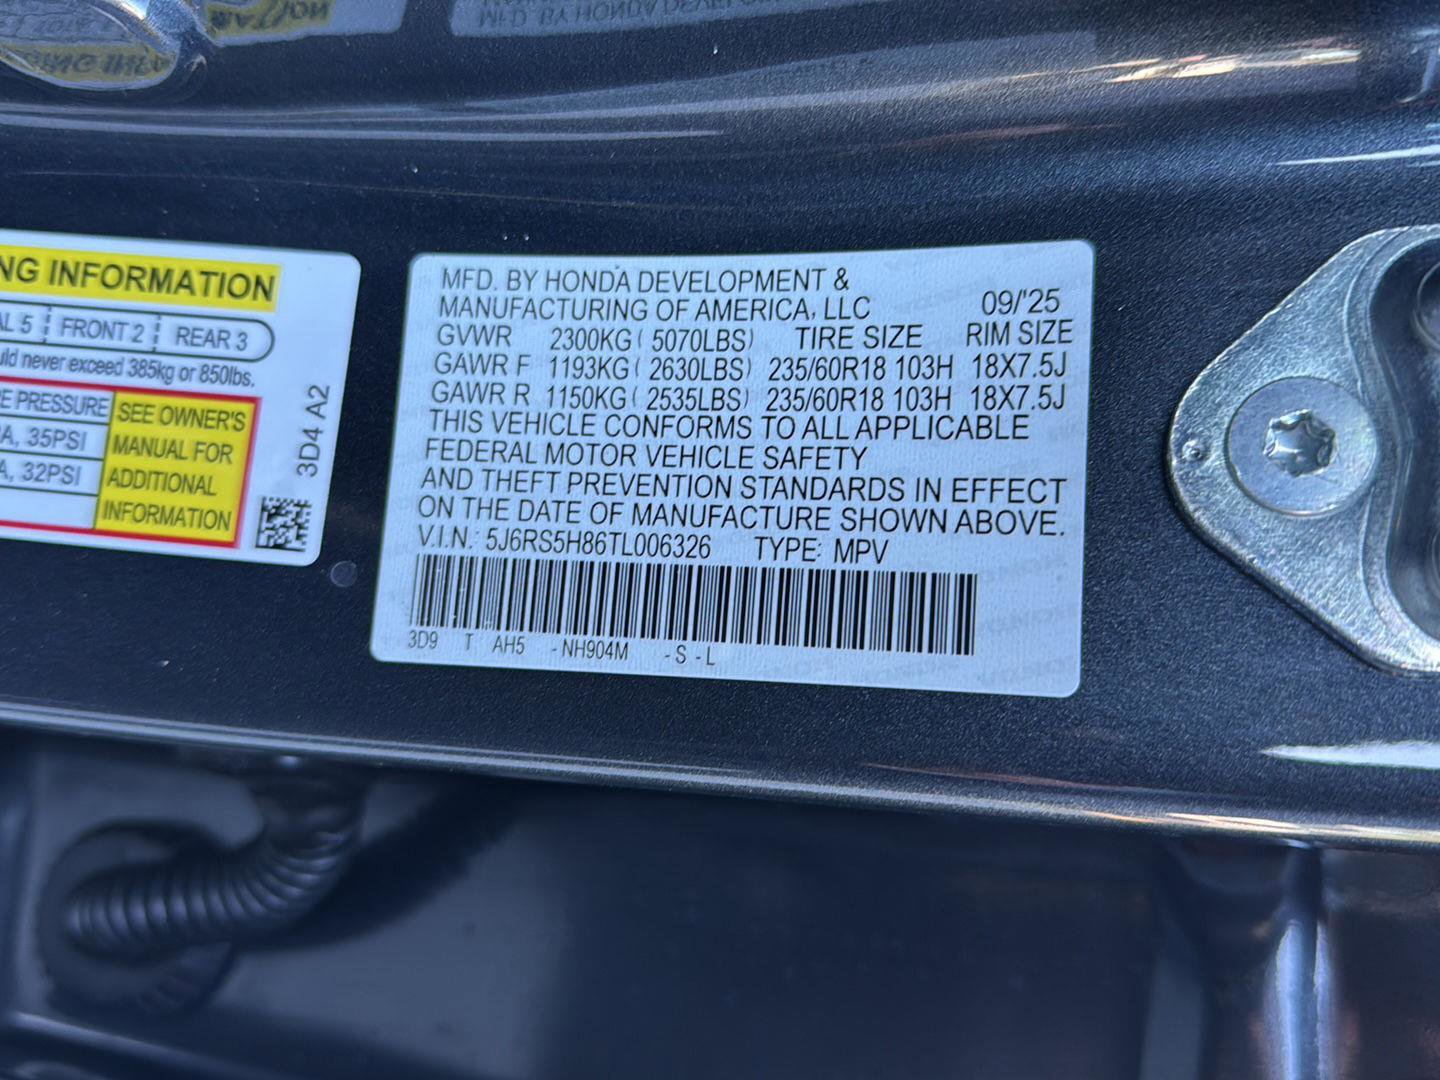 NG INFORMATION
AL 5 FRONT 2 REAR 3
uld never exceed 385kg or 850lbs.
E PRESSURE
A, 35PSI
A, 32PSI
SEE OWNER'S
MANUAL FOR
ADDITIONAL
INFORMATION
3D4 A2
MFD. BY HONDA DEVELOPMENT &
MANUFACTURING OF AMERICA, LLC 09/'25
GVWR 2300KG ( 5070LBS) TIRE SIZE RIM SIZE
GAWR F 1193KG ( 2630LBS) 235/60R18 103H 18X7.5J
GAWR R 1150KG ( 2535LBS) 235/60R18 103H 18X7.5J
THIS VEHICLE CONFORMS TO ALL APPLICABLE
FEDERAL MOTOR VEHICLE SAFETY
AND THEFT PREVENTION STANDARDS IN EFFECT
ON THE DATE OF MANUFACTURE SHOWN ABOVE.
V.I.N.: 5J6RS5H86TL006326 TYPE: MPV
3D9 T AH5 - NH904M - S - L